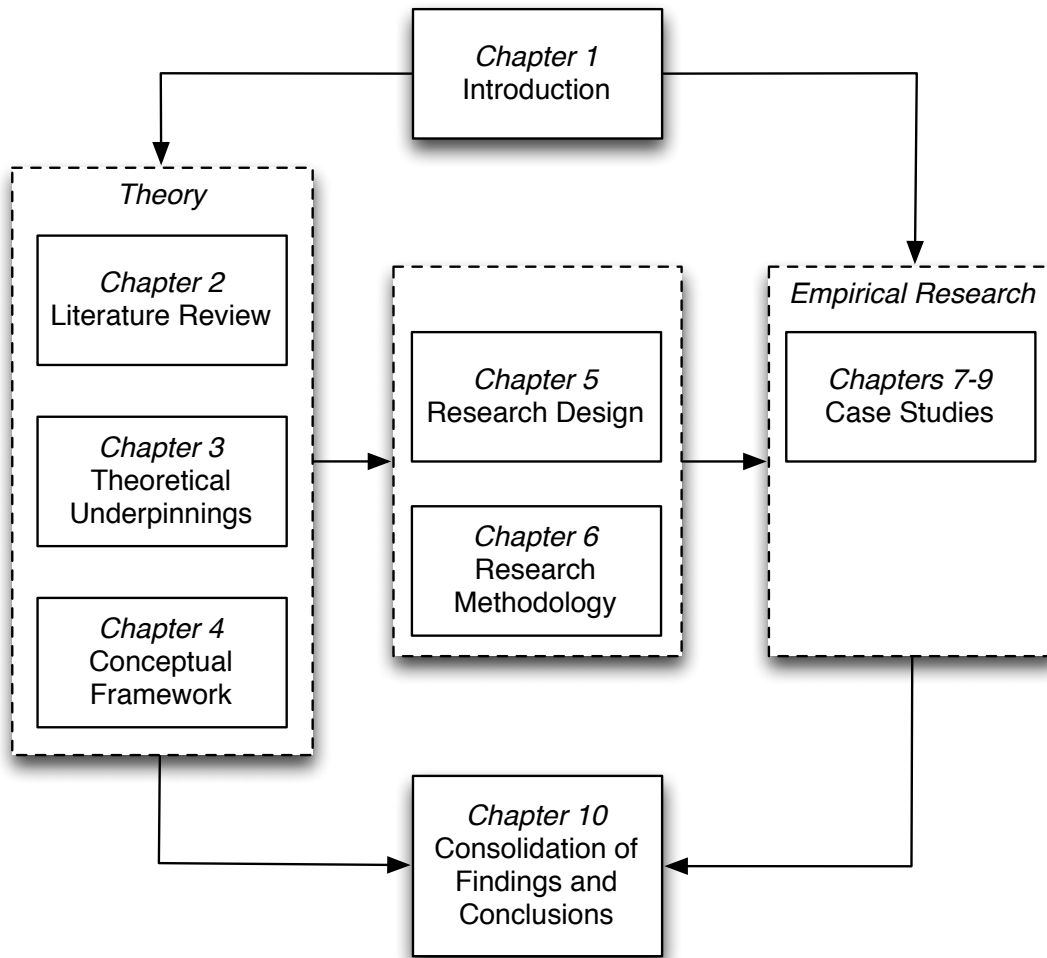 Chapter 1
Introduction
Theory
Chapter 2
Literature Review
Chapter 3
Theoretical
Underpinnings
Chapter 4
Conceptual
Framework
Chapter 5
Research Design
Chapter 6
Research
Methodology
Empirical Research
Chapters 7-9
Case Studies
Chapter 10
Consolidation of
Findings and
Conclusions